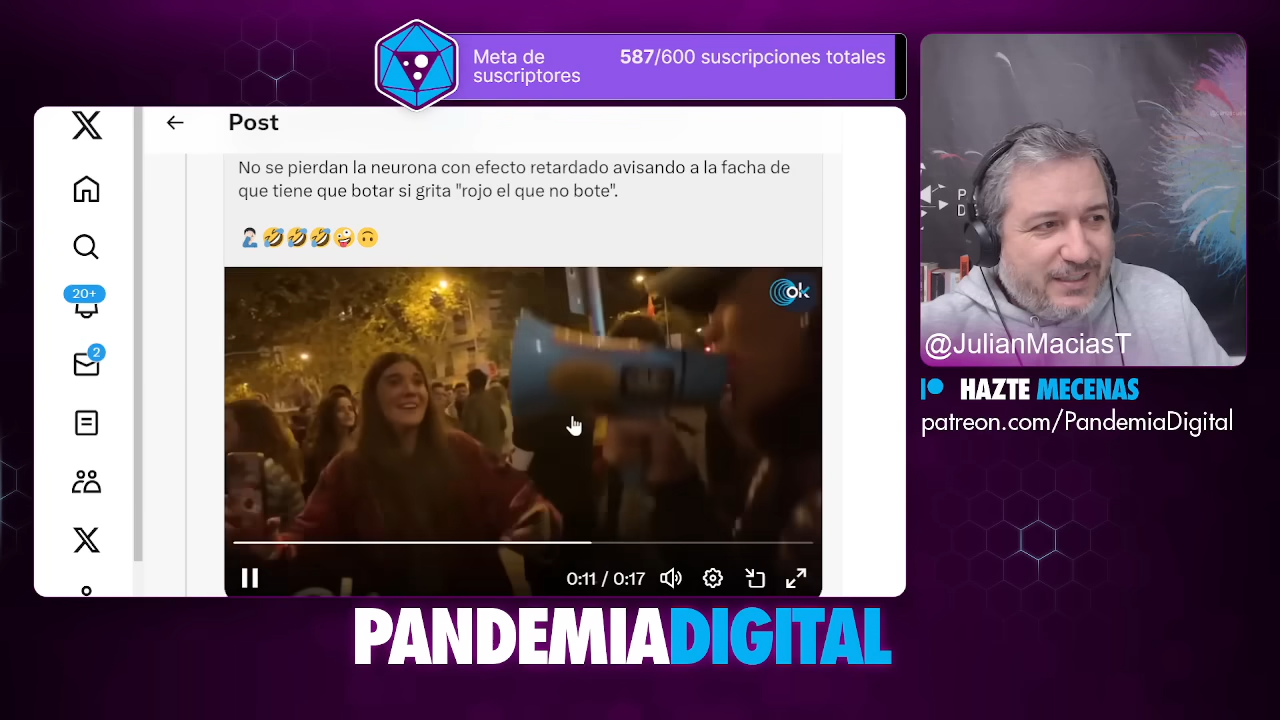 Meta de
suscriptores
587/600 suscripciones totales
Post
No se pierdan la neurona con efecto retardado avisando a la facha de
que tiene que botar si grita "rojo el que no bote".
20+
2
ok
0:11 / 0:17
@JulianMaciasT
HAZTE MECENAS
patreon.com/PandemiaDigital
PANDEMIADIGITAL